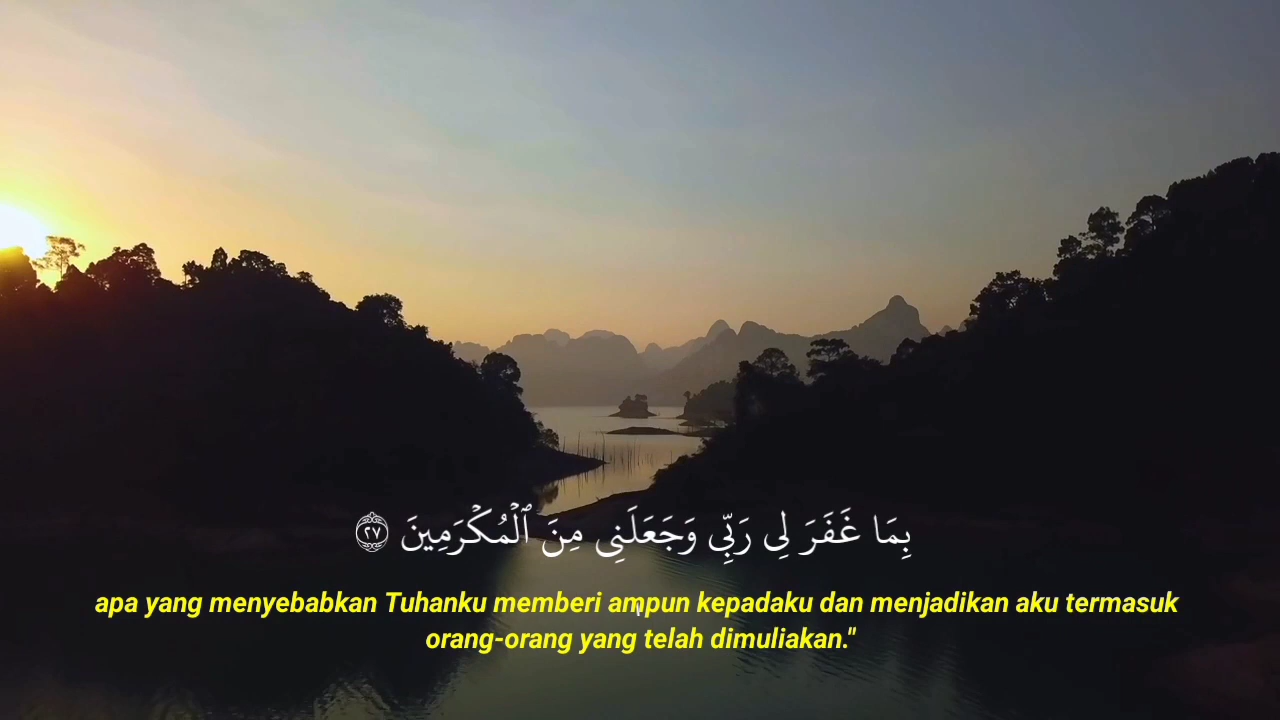 بِمَا غَفَرَ لِى رَبِّى وَجَعَلَنِى مِنَ ٱلْمُكْرَمِينَ ٢٧
apa yang menyebabkan Tuhanku memberi ampun kepadaku dan menjadikan aku termasuk
orang-orang yang telah dimuliakan."